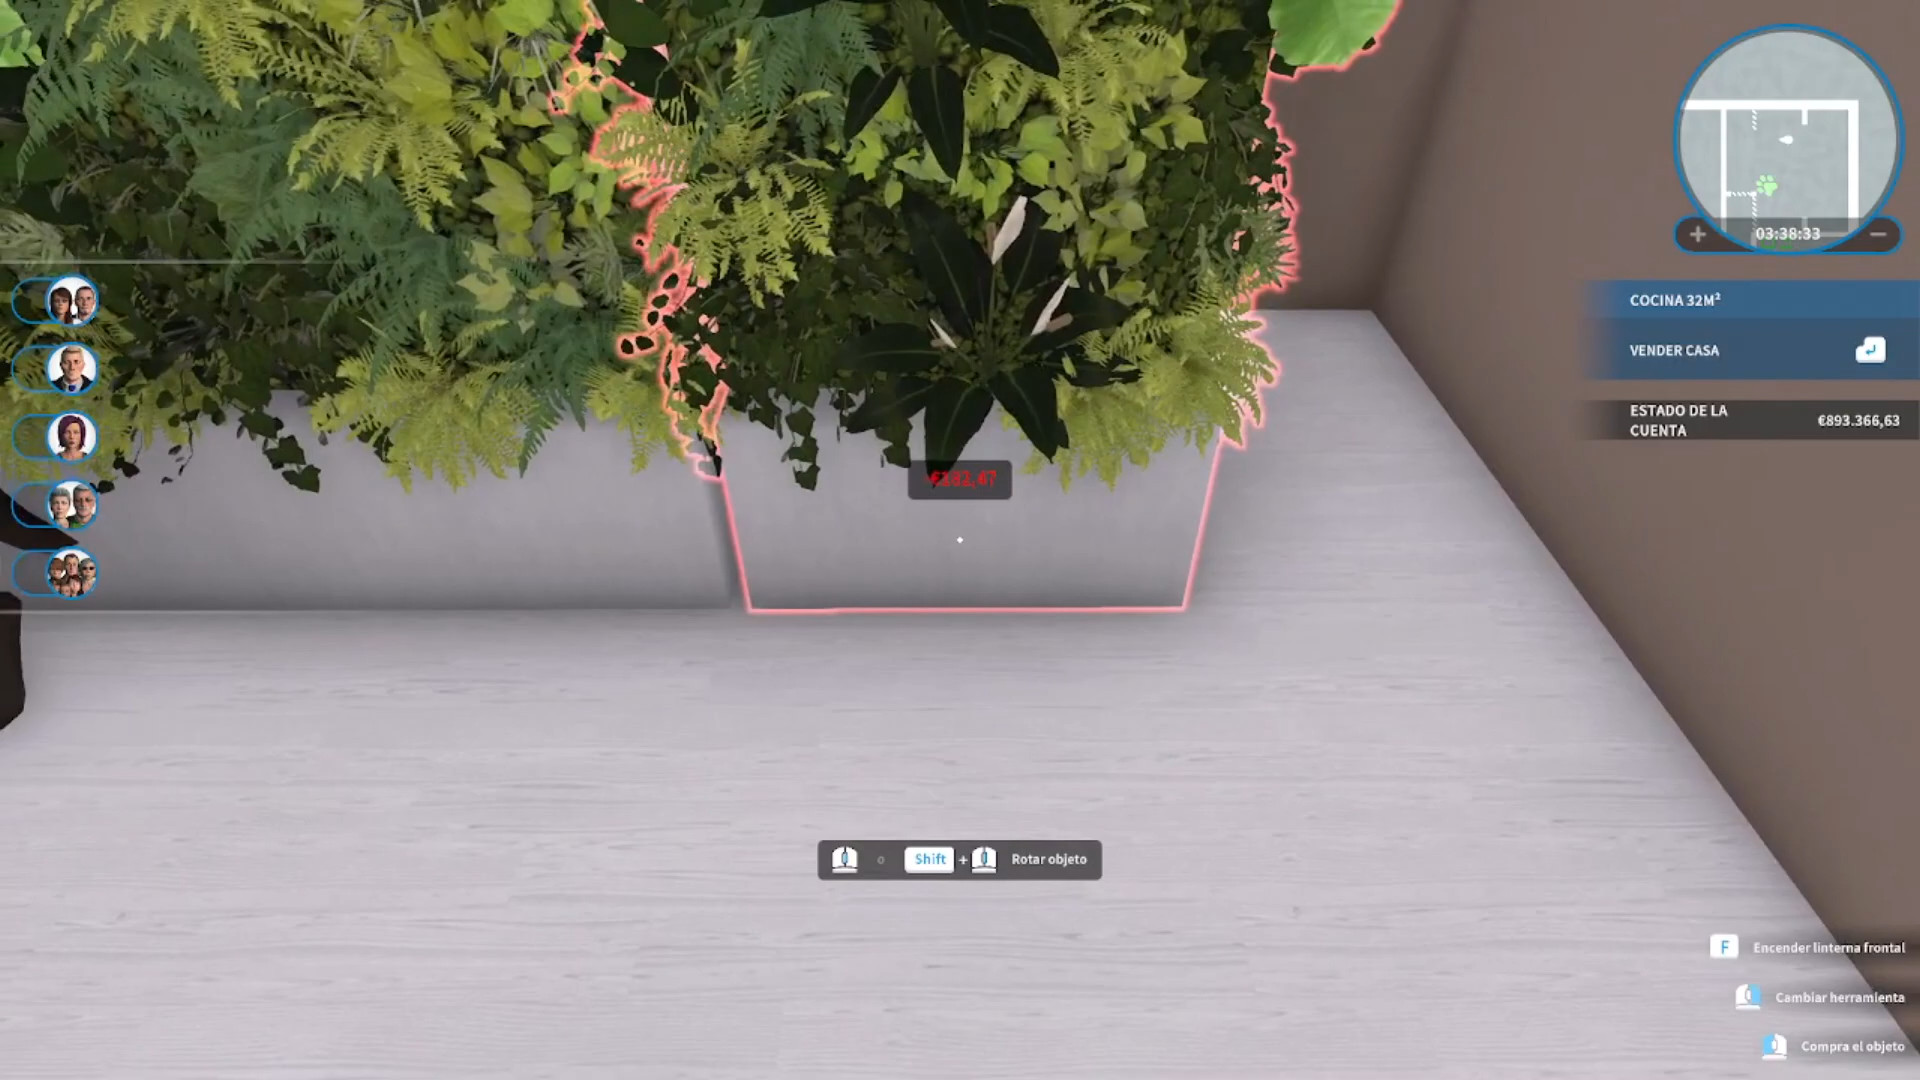 03:38:33
COCINA 32M²
VENDER CASA
ESTADO DE LA
CUENTA
€893.366,63
Shift + Rotar objeto
F Encender linterna frontal
Cambiar herramienta
Compra el objeto